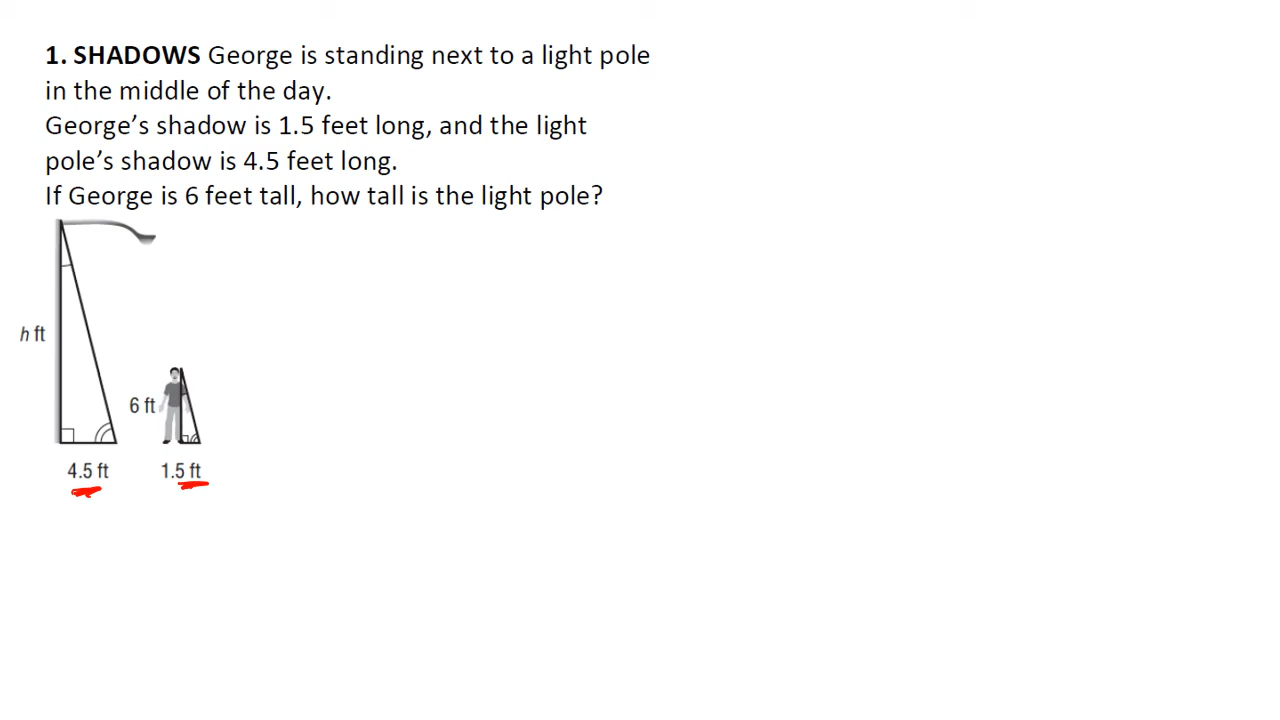 1. SHADOWS George is standing next to a light pole
in the middle of the day.
George’s shadow is 1.5 feet long, and the light
pole’s shadow is 4.5 feet long.
If George is 6 feet tall, how tall is the light pole?
h ft
6 ft
4.5 ft
1.5 ft